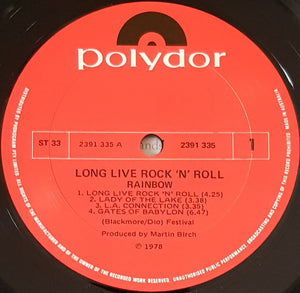 polydor
ST 33
2391 335 A
2391 335
1
LONG LIVE ROCK 'N' ROLL
RAINBOW
1. LONG LIVE ROCK 'N' ROLL (4.25)
2. LADY OF THE LAKE (3.38)
3. L.A. CONNECTION (5.35)
4. GATES OF BABYLON (6.47)
(Blackmore/Dio) Festival
Produced by Martin Birch
℗ 1978